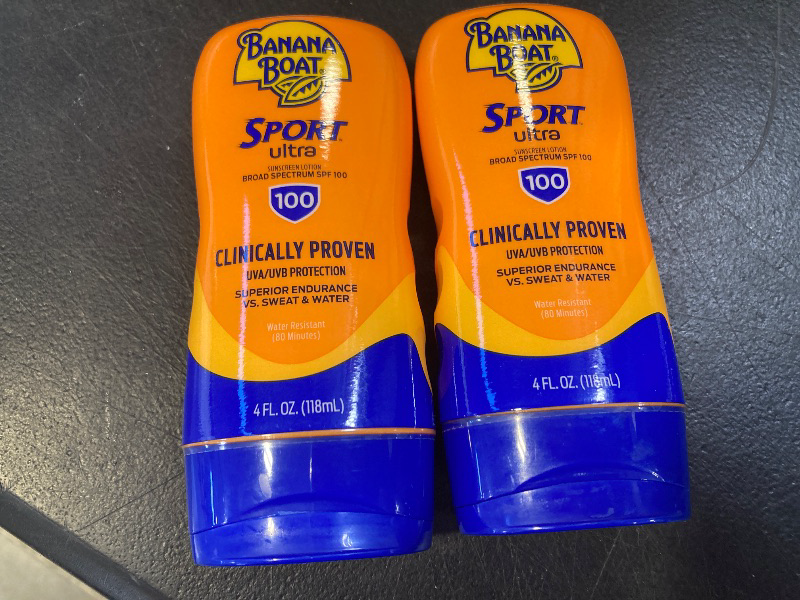 BANANA
BOAT
SPORT
ultra
SUNSCREEN LOTION
BROAD SPECTRUM SPF 100
100
CLINICALLY PROVEN
UVA/UVB PROTECTION
SUPERIOR ENDURANCE
VS. SWEAT & WATER
Water Resistant
(80 Minutes)
4 FL. OZ. (118mL)
BANANA
BOAT®
SPORT
ultra
SUNSCREEN LOTION
BROAD SPECTRUM SPF 100
100
CLINICALLY PROVEN
UVA/UVB PROTECTION
SUPERIOR ENDURANCE
VS. SWEAT & WATER
Water Resistant
(80 Minutes)
4 FL. OZ. (118mL)